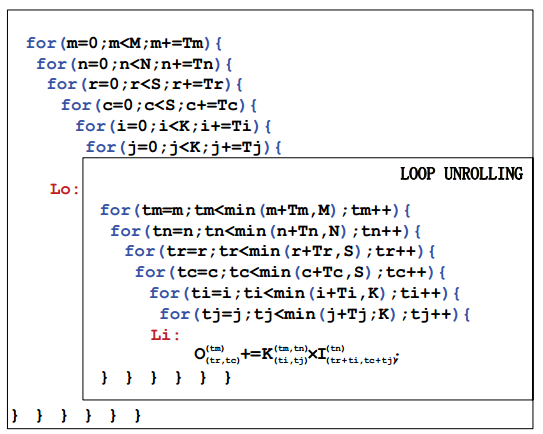 for(m=0;m<M;m+=Tm){
for(n=0;n<N;n+=Tn){
for(r=0;r<S;r+=Tr){
for(c=0;c<S;c+=Tc){
for(i=0;i<K;i+=Ti){
for(j=0;j<K;j+=Tj){
LOOP UNROLLING
Lo:
for(tm=m;tm<min(m+Tm,M);tm++){
for(tn=n;tn<min(n+Tn,N);tn++){
for(tr=r;tr<min(r+Tr,S);tr++){
for(tc=c;tc<min(c+Tc,S);tc++){
for(ti=i;ti<min(i+Ti,K);ti++){
for(tj=j;tj<min(j+Tj;K);tj++){
Li:
O(tm)(tr,tc)+=K(tm,tn)(ti,tj)×I(tn)(tr+ti,tc+tj);
} } } } } }
} } } } } }